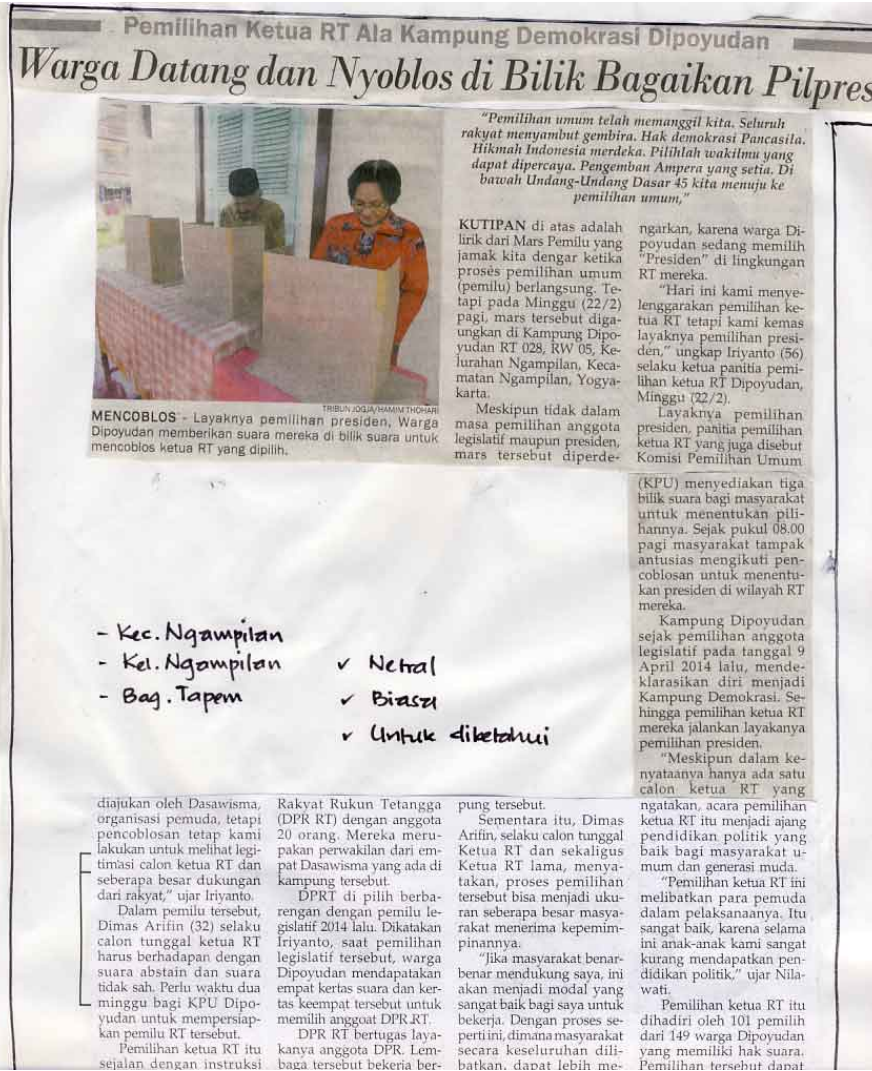 Pemilihan Ketua RT Ala Kampung Demokrasi Dipoyudan
Warga Datang dan Nyoblos di Bilik Bagaikan Pilpres
TRIBUN JOGJA/HAMIM THOHARI
MENCOBLOS - Layaknya pemilihan presiden, Warga
Dipoyudan memberikan suara mereka di bilik suara untuk
mencoblos ketua RT yang dipilih.
"Pemilihan umum telah memanggil kita. Seluruh
rakyat menyambut gembira. Hak demokrasi Pancasila.
Hikmah Indonesia merdeka. Pilihlah wakilmu yang
dapat dipercaya. Pengemban Ampera yang setia. Di
bawah Undang-Undang Dasar 45 kita menuju ke
pemilihan umum,"
KUTIPAN di atas adalah
lirik dari Mars Pemilu yang
jamak kita dengar ketika
proses pemilihan umum
(pemilu) berlangsung. Te-
tapi pada Minggu (22/2)
pagi, mars tersebut diga-
ungkan di Kampung Dipo-
yudan RT 028, RW 05, Ke-
lurahan Ngampilan, Keca-
matan Ngampilan, Yogya-
karta.
Meskipun tidak dalam
masa pemilihan anggota
legislatif maupun presiden,
mars tersebut diperde-
ngarkan, karena warga Di-
poyudan sedang memilih
"Presiden" di lingkungan
RT mereka.
"Hari ini kami menye-
lenggarakan pemilihan ke-
tua RT tetapi kami kemas
layaknya pemilihan presi-
den," ungkap Iriyanto (56)
selaku ketua panitia pemi-
lihan ketua RT Dipoyudan,
Minggu (22/2).
Layaknya pemilihan
presiden, panitia pemilihan
ketua RT yang juga disebut
Komisi Pemilihan Umum
(KPU) menyediakan tiga
bilik suara bagi masyarakat
untuk menentukan pili-
hannya. Sejak pukul 08.00
pagi masyarakat tampak
antusias mengikuti pen-
coblosan untuk menentu-
kan presiden di wilayah RT
mereka.
Kampung Dipoyudan
sejak pemilihan anggota
legislatif pada tanggal 9
April 2014 lalu, mende-
klarasikan diri menjadi
Kampung Demokrasi. Se-
hingga pemilihan ketua RT
mereka jalankan layakanya
pemilihan presiden.
"Meskipun dalam ke-
nyataanya hanya ada satu
calon ketua RT yang
- Kec. Ngampilan
- Kel. Ngampilan
- Bag. Tapem
✓ Netral
✓ Biasa
✓ Untuk diketahui
diajukan oleh Dasawisma,
organisasi pemuda, tetapi
pencoblosan tetap kami
lakukan untuk melihat legi-
timasi calon ketua RT dan
seberapa besar dukungan
dari rakyat," ujar Iriyanto.
Dalam pemilu tersebut,
Dimas Arifin (32) selaku
calon tunggal ketua RT
harus berhadapan dengan
suara abstain dan suara
tidak sah. Perlu waktu dua
minggu bagi KPU Dipo-
yudan untuk mempersiap-
kan pemilu RT tersebut.
Pemilihan ketua RT itu
sejalan dengan instruksi
Rakyat Rukun Tetangga
(DPR RT) dengan anggota
20 orang. Mereka meru-
pakan perwakilan dari em-
pat Dasawisma yang ada di
kampung tersebut.
DPRT di pilih berba-
rengan dengan pemilu le-
gislatif 2014 lalu. Dikatakan
Iriyanto, saat pemilihan
legislatif tersebut, warga
Dipoyudan mendapatakan
empat kertas suara dan ker-
tas keempat tersebut untuk
memilih anggoat DPR RT.
DPR RT bertugas laya-
kanya anggota DPR. Lem-
baga tersebut bekerja ber-
pung tersebut.
Sementara itu, Dimas
Arifin, selaku calon tunggal
Ketua RT dan sekaligus
Ketua RT lama, menya-
takan, proses pemilihan
tersebut bisa menjadi uku-
ran seberapa besar masya-
rakat menerima kepemim-
pinannya.
"Jika masyarakat benar-
benar mendukung saya, ini
akan menjadi modal yang
sangat baik bagi saya untuk
bekerja. Dengan proses se-
perti ini, dimana masyarakat
secara keseluruhan dili-
batkan, dapat lebih me-
ngatakan, acara pemilihan
ketua RT itu menjadi ajang
pendidikan politik yang
baik bagi masyarakat u-
mum dan generasi muda.
"Pemilihan ketua RT ini
melibatkan para pemuda
dalam pelaksanaanya. Itu
sangat baik, karena selama
ini anak-anak kami sangat
kurang mendapatkan pen-
didikan politik," ujar Nila-
wati.
Pemilihan ketua RT itu
dihadiri oleh 101 pemilih
dari 149 warga Dipoyudan
yang memiliki hak suara.
Pemilihan tersebut dapat